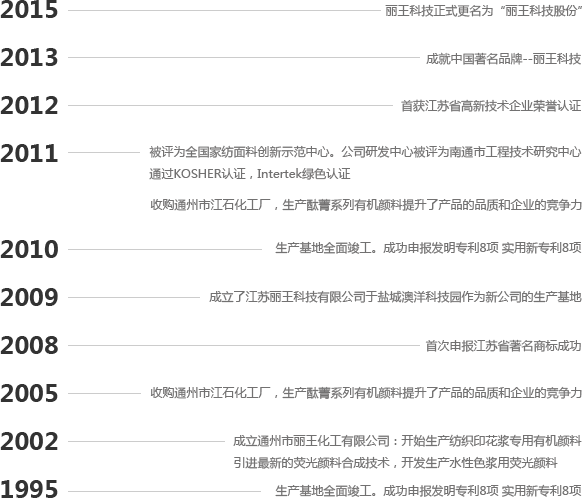 2015 丽王科技正式更名为“丽王科技股份”
2013 成就中国著名品牌--丽王科技
2012 首获江苏省高新技术企业荣誉认证
2011 被评为全国家纺面料创新示范中心。公司研发中心被评为南通市工程技术研究中心
通过KOSHER认证，Intertek绿色认证
收购通州市江石化工厂，生产酞菁系列有机颜料提升了产品的品质和企业的竞争力
2010 生产基地全面竣工。成功申报发明专利8项 实用新专利8项
2009 成立了江苏丽王科技有限公司于盐城澳洋科技园作为新公司的生产基地
2008 首次申报江苏省著名商标成功
2005 收购通州市江石化工厂，生产酞菁系列有机颜料提升了产品的品质和企业的竞争力
2002 成立通州市丽王化工有限公司：开始生产纺织印花浆专用有机颜料
引进最新的荧光颜料合成技术，开发生产水性色浆用荧光颜料
1995 生产基地全面竣工。成功申报发明专利8项 实用新专利8项